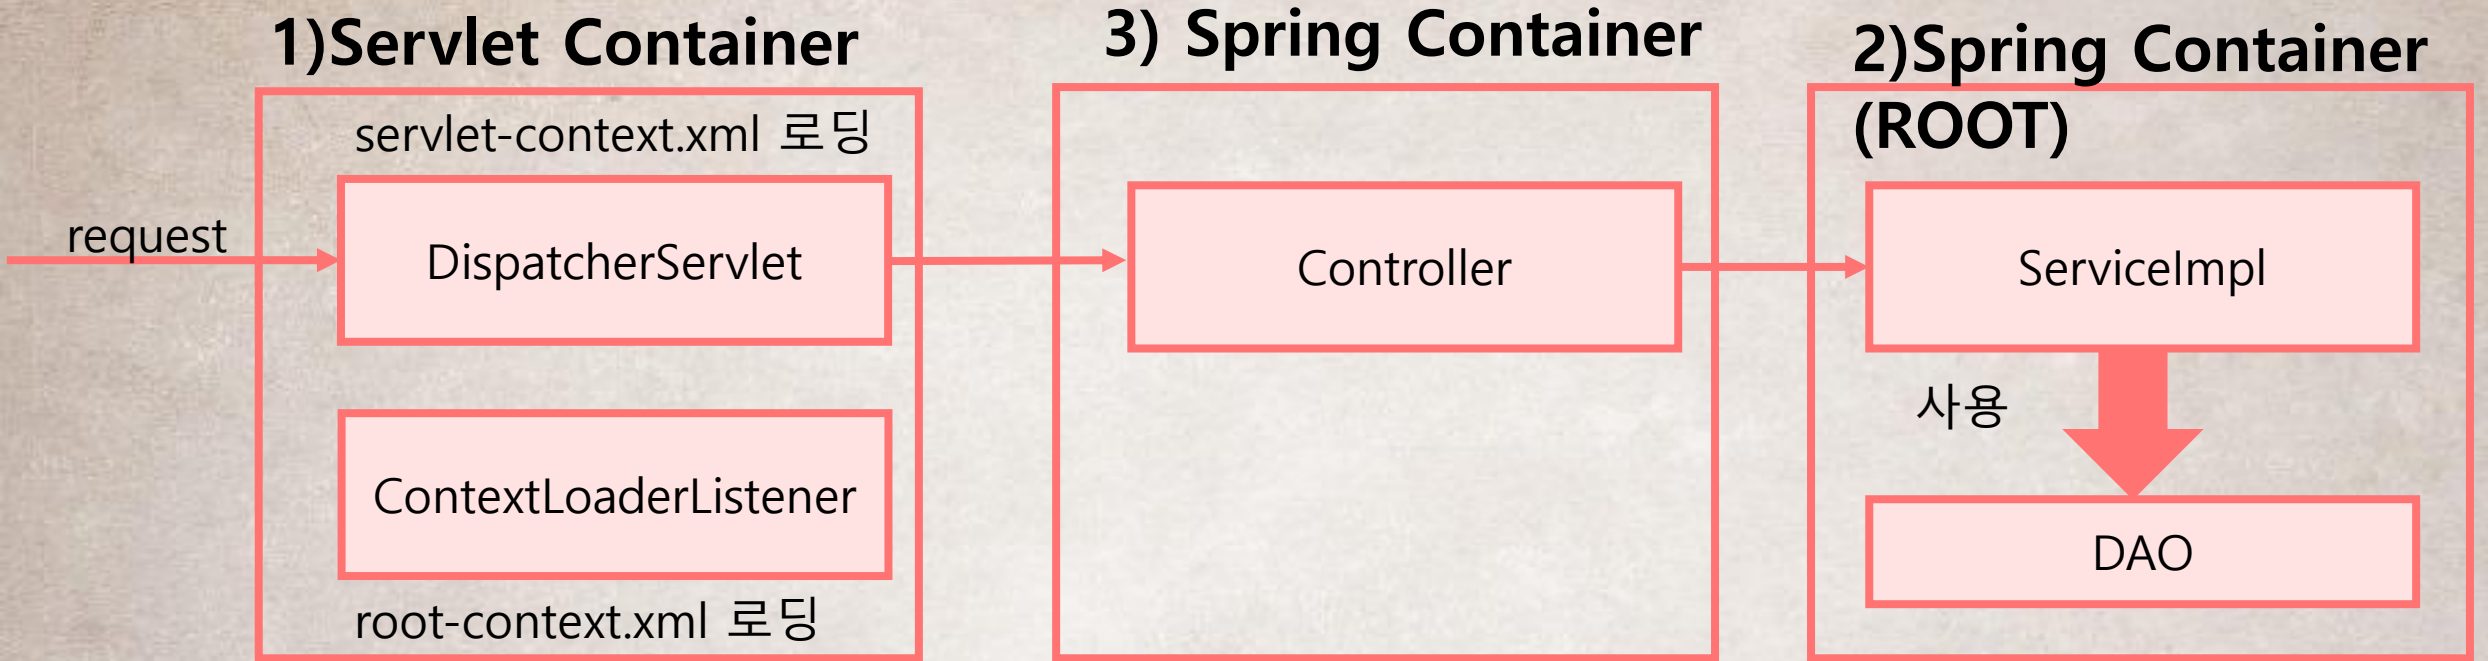 1)Servlet Container
servlet-context.xml 로딩
request
DispatcherServlet
ContextLoaderListener
root-context.xml 로딩
3) Spring Container
Controller
2)Spring Container
(ROOT)
ServiceImpl
사용
DAO